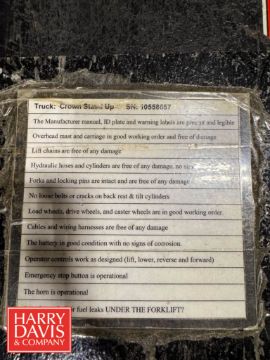 Truck: Crown Stand Up SN: 10558057
The Manufacturer manual, ID plate and warning labels are present and legible
Overhead mast and carriage in good working order and free of damage
Lift chains are free of any damage
Hydraulic hoses and cylinders are free of any damage, no
Forks and locking pins are intact and are free of any damage
No loose bolts or cracks on back rest & tilt cylinders
Load wheels, drive wheels, and caster wheels are in good working order.
Cables and wiring harnesses are free of any damage
The battery in good condition with no signs of corrosion.
Operator controls work as designed (lift, lower, reverse and forward)
Emergency stop button is operational
The horn is operational
r fuel leaks UNDER THE FORKLIFT?
HARRY
DAVIS
& COMPANY